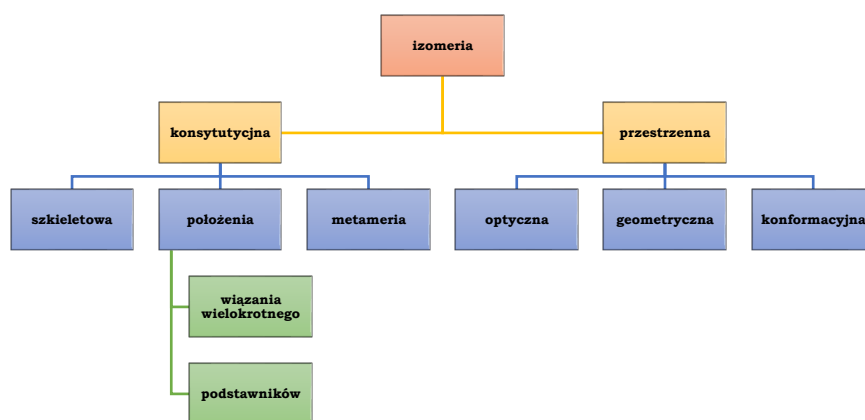 izomeria
konsytutycjna
przestrzenna
szkieletowa
położenia
metameria
optyczna
geometryczna
konformacyjna
wiązania
wielokrotnego
podstawników